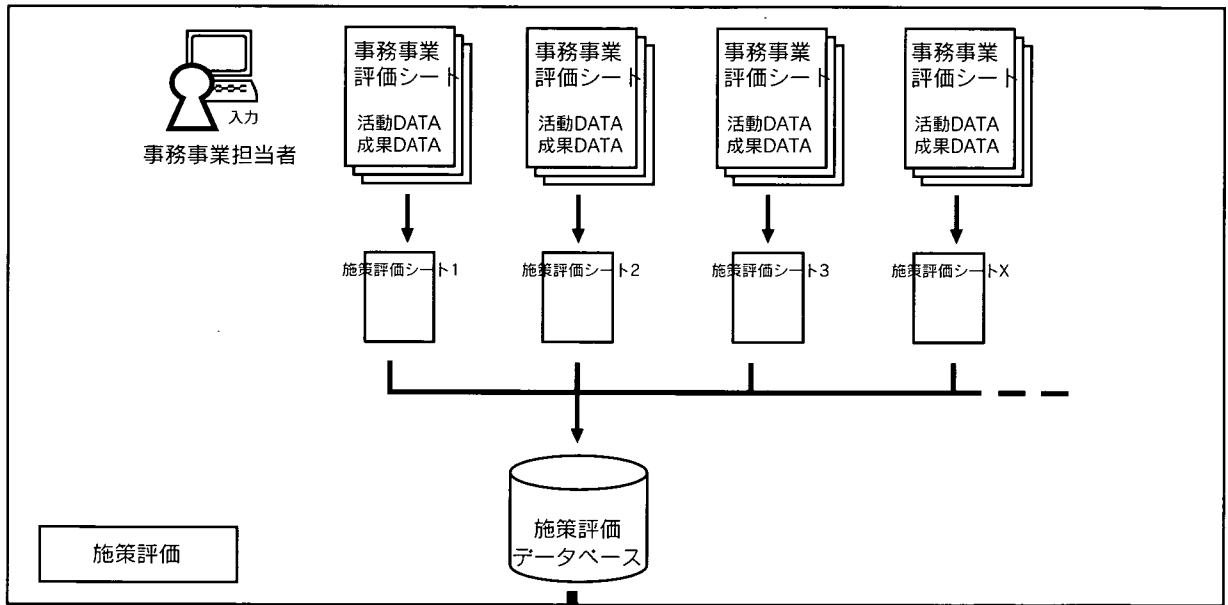 入力
事務事業担当者
事務事業
評価シート
活動DATA
成果DATA
事務事業
評価シート
活動DATA
成果DATA
事務事業
評価シート
活動DATA
成果DATA
事務事業
評価シート
活動DATA
成果DATA
施策評価シート1
施策評価シート2
施策評価シート3
施策評価シートX
施策評価
データベース
施策評価